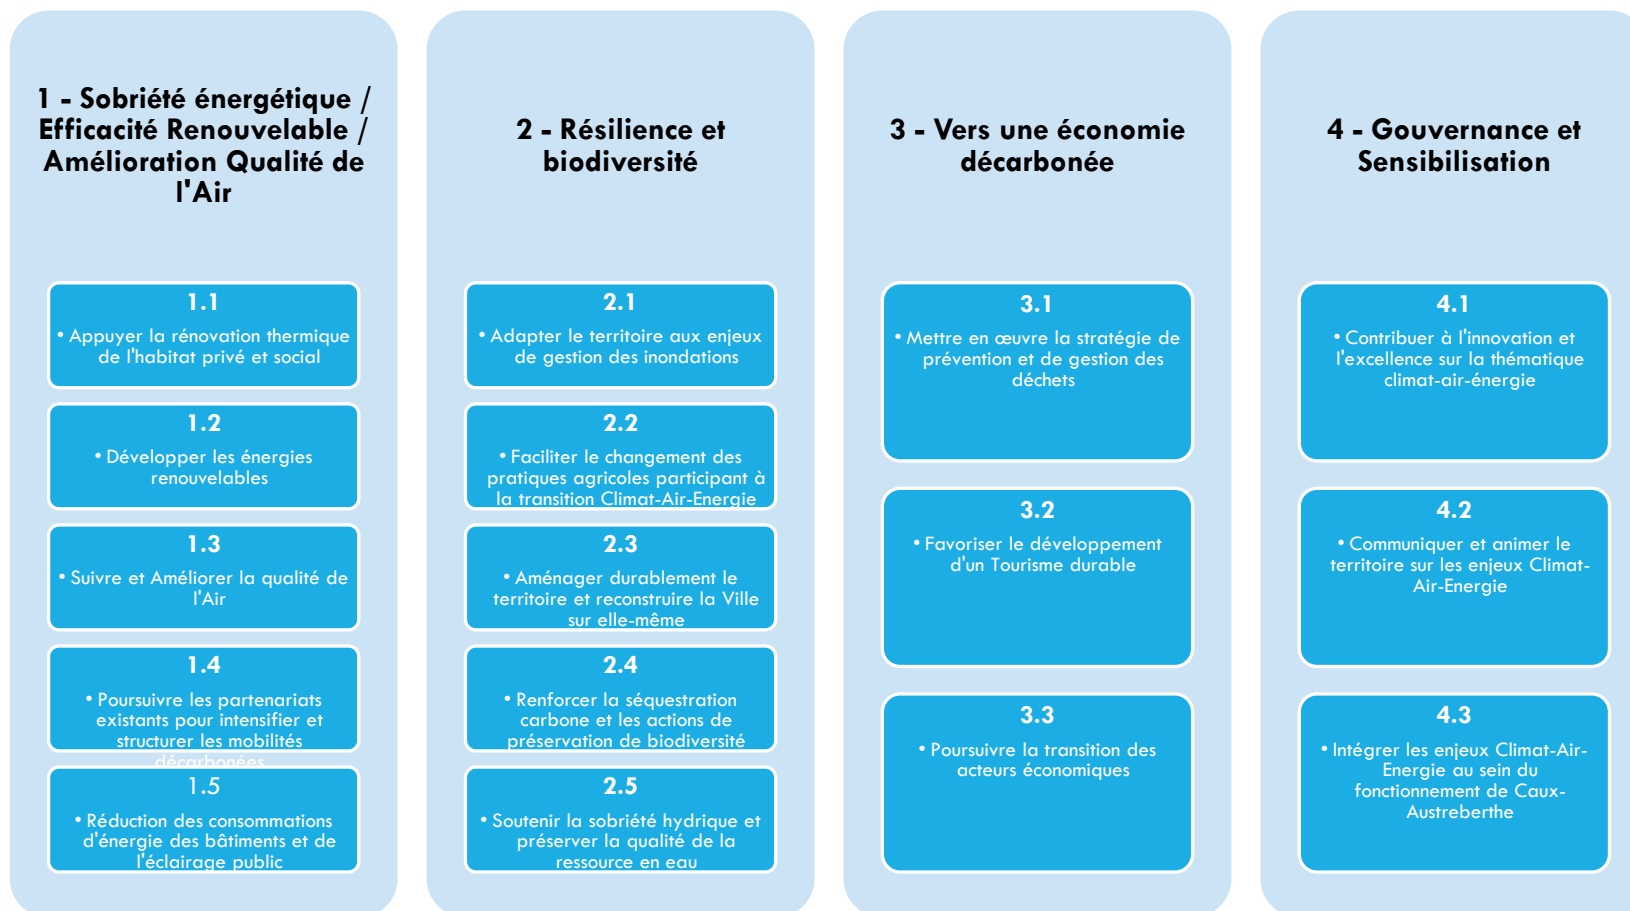 1 - Sobriété énergétique /
Efficacité Renouvelable /
Amélioration Qualité de
l'Air
1.1
• Appuyer la rénovation thermique
de l'habitat privé et social
1.2
• Développer les énergies
renouvelables
1.3
• Suivre et Améliorer la qualité de
l'Air
1.4
• Poursuivre les partenariats
existants pour intensifier et
structurer les mobilités
décarbonées
1.5
• Réduction des consommations
d'énergie des bâtiments et de
l'éclairage public
2 - Résilience et
biodiversité
2.1
• Adapter le territoire aux enjeux
de gestion des inondations
2.2
• Faciliter le changement des
pratiques agricoles participant à
la transition Climat-Air-Energie
2.3
• Aménager durablement le
territoire et reconstruire la Ville
sur elle-même
2.4
• Renforcer la séquestration
carbone et les actions de
préservation de biodiversité
2.5
• Soutenir la sobriété hydrique et
préserver la qualité de la
ressource en eau
3 - Vers une économie
décarbonée
3.1
• Mettre en œuvre la stratégie de
prévention et de gestion des
déchets
3.2
• Favoriser le développement
d'un Tourisme durable
3.3
• Poursuivre la transition des
acteurs économiques
4 - Gouvernance et
Sensibilisation
4.1
• Contribuer à l'innovation et
l'excellence sur la thématique
climat-air-énergie
4.2
• Communiquer et animer le
territoire sur les enjeux Climat-
Air-Energie
4.3
• Intégrer les enjeux Climat-Air-
Energie au sein du
fonctionnement de Caux-
Austreberthe